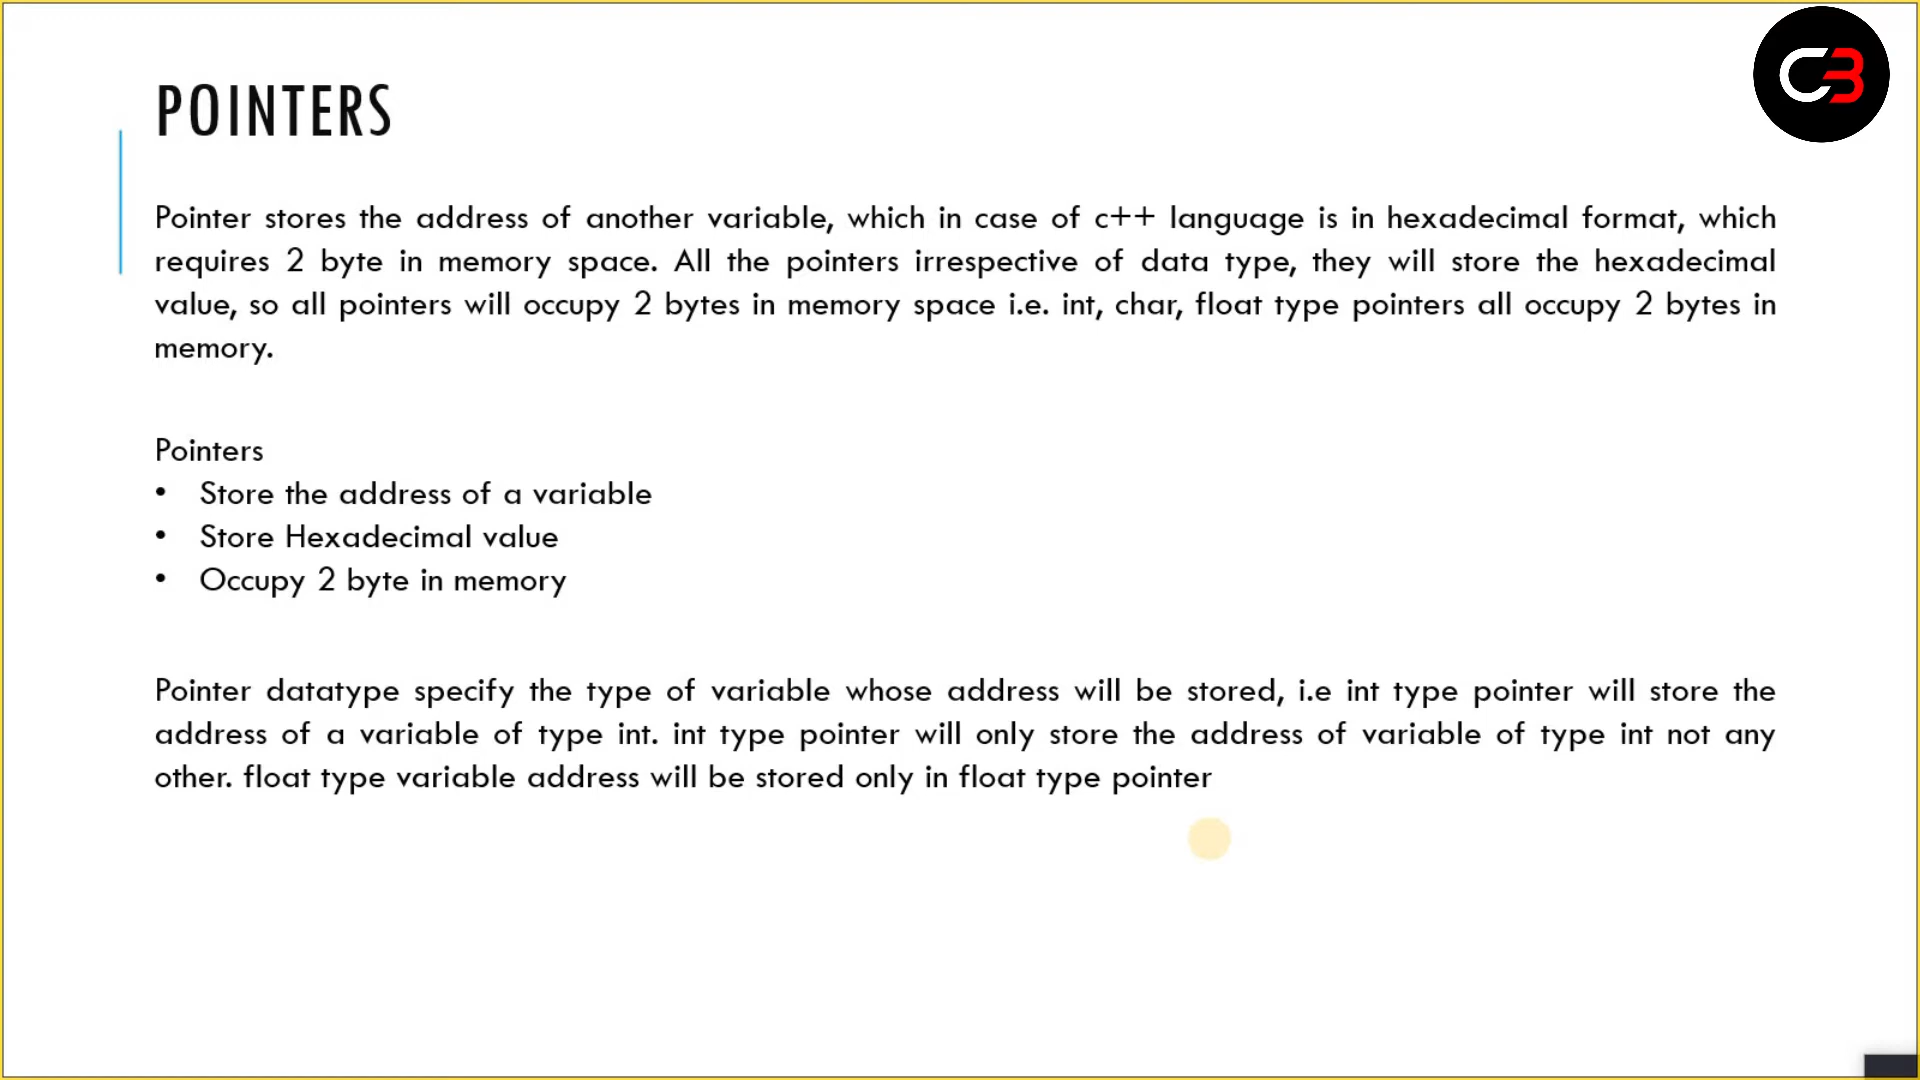 POINTERS
Pointer stores the address of another variable, which in case of c++ language is in hexadecimal format, which
requires 2 byte in memory space. All the pointers irrespective of data type, they will store the hexadecimal
value, so all pointers will occupy 2 bytes in memory space i.e. int, char, float type pointers all occupy 2 bytes in
memory.
Pointers
• Store the address of a variable
• Store Hexadecimal value
• Occupy 2 byte in memory
Pointer datatype specify the type of variable whose address will be stored, i.e int type pointer will store the
address of a variable of type int. int type pointer will only store the address of variable of type int not any
other. float type variable address will be stored only in float type pointer